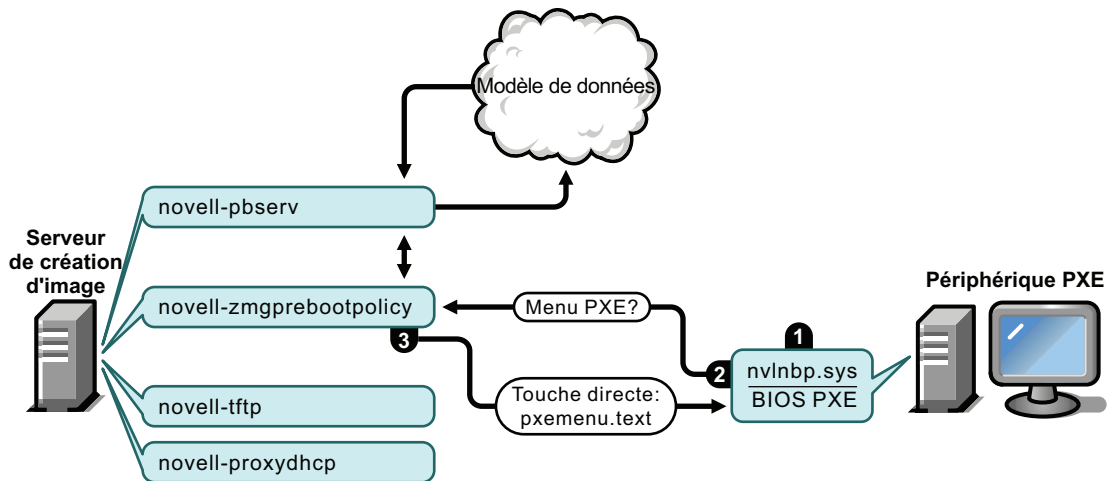 Modèle de données
novell-pbserv
Serveur
de création
d'image
novell-zmgprebootpolicy
3
Menu PXE?
Touche directe:
pxemenu.text
1
2
nvlnbp.sys
BIOS PXE
Périphérique PXE
novell-tftp
novell-proxydhcp